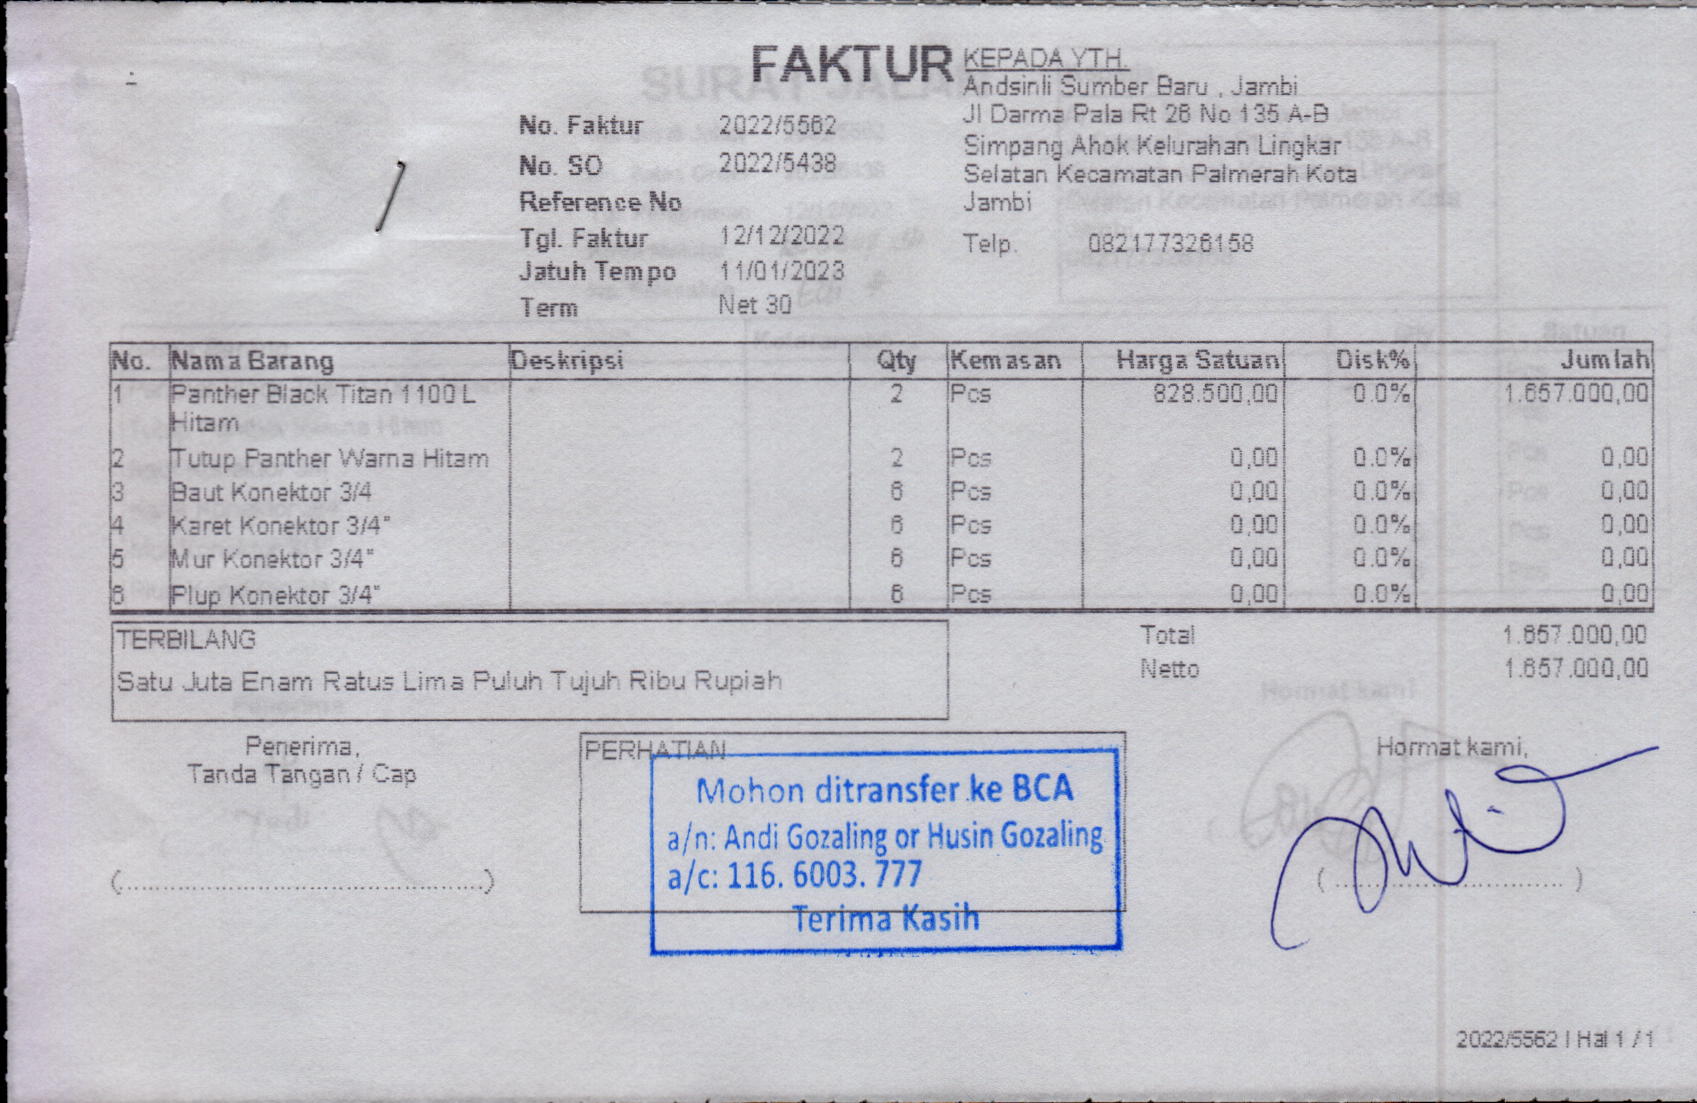 FAKTUR
No. Faktur 2022/5562
No. SO 2022/5438
Reference No
Tgl. Faktur 12/12/2022
Jatuh Tempo 11/01/2023
Term Net 30
KEPADA YTH.
Andsinli Sumber Baru , Jambi
Jl Darma Pala Rt 26 No 135 A-B
Simpang Ahok Kelurahan Lingkar
Selatan Kecamatan Palmerah Kota
Jambi
Telp. 082177326158
No. Nama Barang Deskripsi Qty Kemasan Harga Satuan Disk% Jumlah
1 Panther Black Titan 1100 L 2 Pcs 828.500,00 0.0% 1.657.000,00
Hitam
2 Tutup Panther Warna Hitam 2 Pcs 0,00 0.0% 0,00
3 Baut Konektor 3/4 6 Pcs 0,00 0.0% 0,00
4 Karet Konektor 3/4" 6 Pcs 0,00 0.0% 0,00
5 Mur Konektor 3/4" 6 Pcs 0,00 0.0% 0,00
6 Plup Konektor 3/4" 6 Pcs 0,00 0.0% 0,00
TERBILANG
Satu Juta Enam Ratus Lima Puluh Tujuh Ribu Rupiah
Total 1.657.000,00
Netto 1.657.000,00
Penerima,
Tanda Tangan / Cap
(........................................)
PERHATIAN
Mohon ditransfer ke BCA
a/n: Andi Gozaling or Husin Gozaling
a/c: 116. 6003. 777
Terima Kasih
Hormat kami,
(........................................)
2022/5562 | Hal 1 / 1